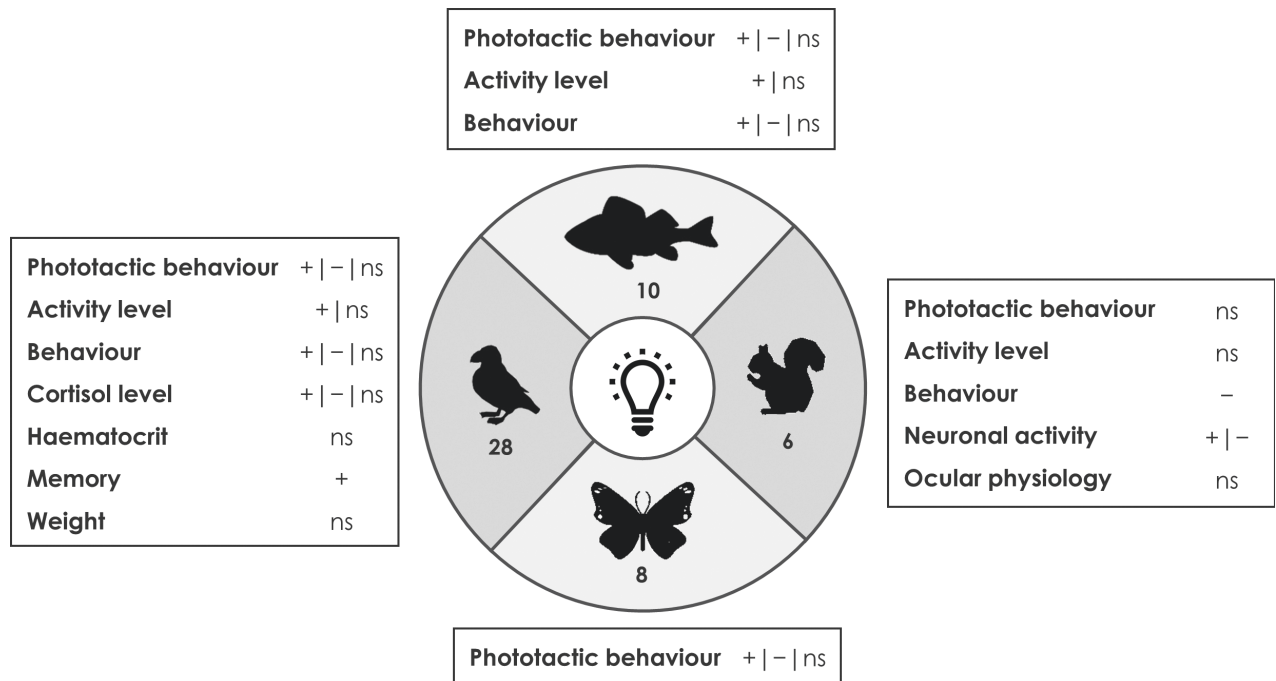 Phototactic behaviour + | − | ns
Activity level + | ns
Behaviour + | − | ns
10
Phototactic behaviour + | − | ns
Activity level + | ns
Behaviour + | − | ns
Cortisol level + | − | ns
Haematocrit ns
Memory +
Weight ns
28
6
Phototactic behaviour ns
Activity level ns
Behaviour −
Neuronal activity + | −
Ocular physiology ns
8
Phototactic behaviour + | − | ns